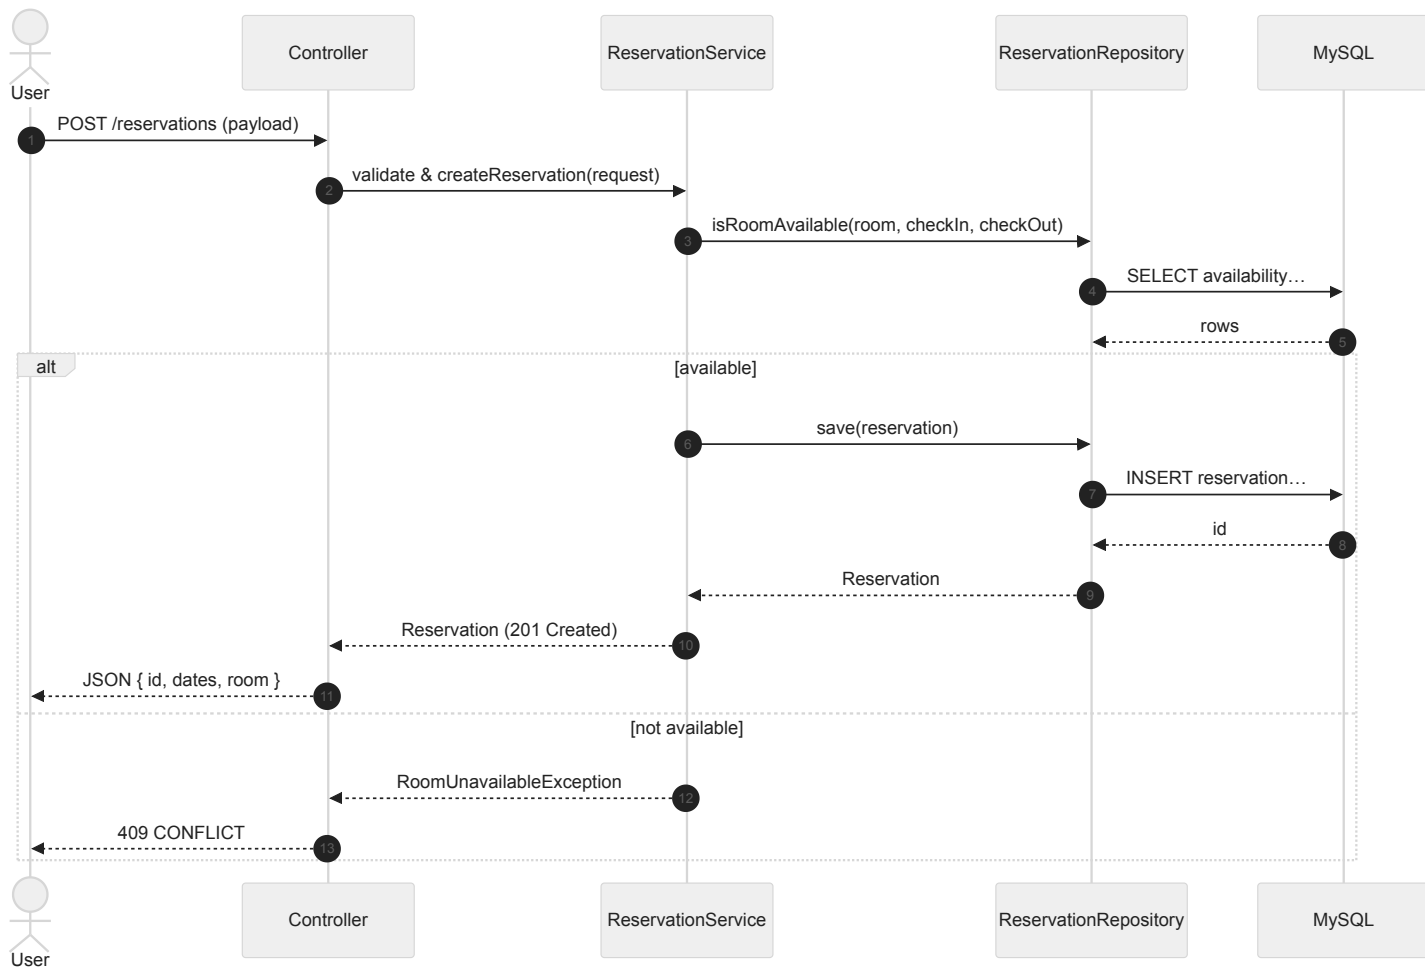 Controller
ReservationService
ReservationRepository
MySQL
User
POST /reservations (payload)
1
validate & createReservation(request)
2
isRoomAvailable(room, checkIn, checkOut)
3
SELECT availability…
4
rows
5
alt
[available]
save(reservation)
6
INSERT reservation…
7
id
8
Reservation
9
Reservation (201 Created)
10
JSON { id, dates, room }
11
[not available]
RoomUnavailableException
12
409 CONFLICT
13
Controller
ReservationService
ReservationRepository
MySQL
User